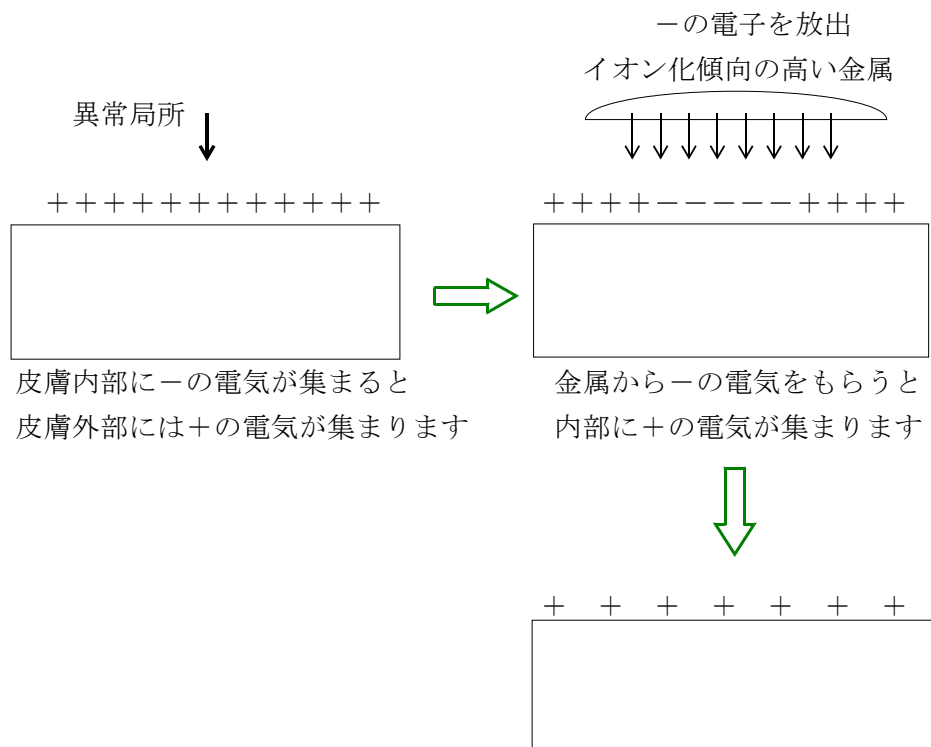 －の電子を放出
イオン化傾向の高い金属
異常局所
＋＋＋＋＋＋＋＋＋＋＋＋
＋＋＋＋－－－－－＋＋＋＋
皮膚内部に－の電気が集まると
皮膚外部には＋の電気が集まります
金属から－の電気をもらうと
内部に＋の電気が集まります
＋ ＋ ＋ ＋ ＋ ＋ ＋